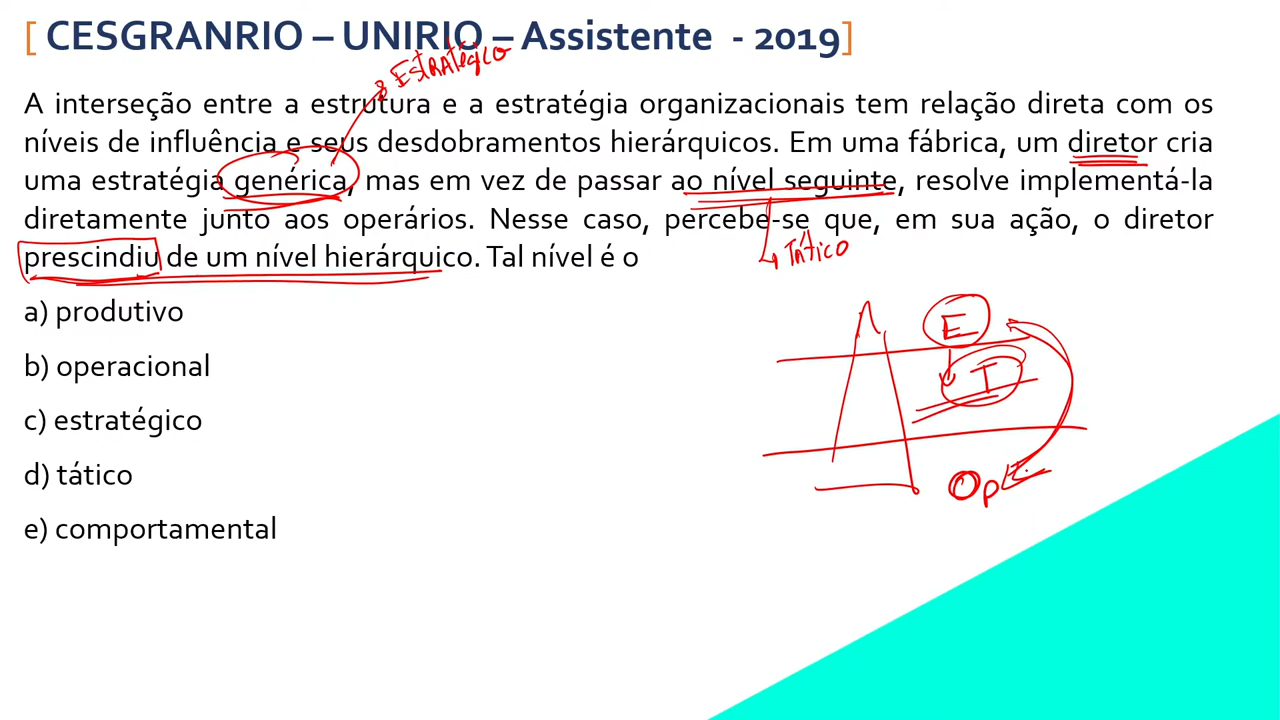 [ CESGRANRIO – UNIRIO – Assistente - 2019]
Estratégico
A interseção entre a estrutura e a estratégia organizacionais tem relação direta com os
níveis de influência e seus desdobramentos hierárquicos. Em uma fábrica, um diretor cria
uma estratégia genérica, mas em vez de passar ao nível seguinte, resolve implementá-la
diretamente junto aos operários. Nesse caso, percebe-se que, em sua ação, o diretor
prescindiu de um nível hierárquico. Tal nível é o
Tático
a) produtivo
E
b) operacional
T
c) estratégico
d) tático
Op
e) comportamental